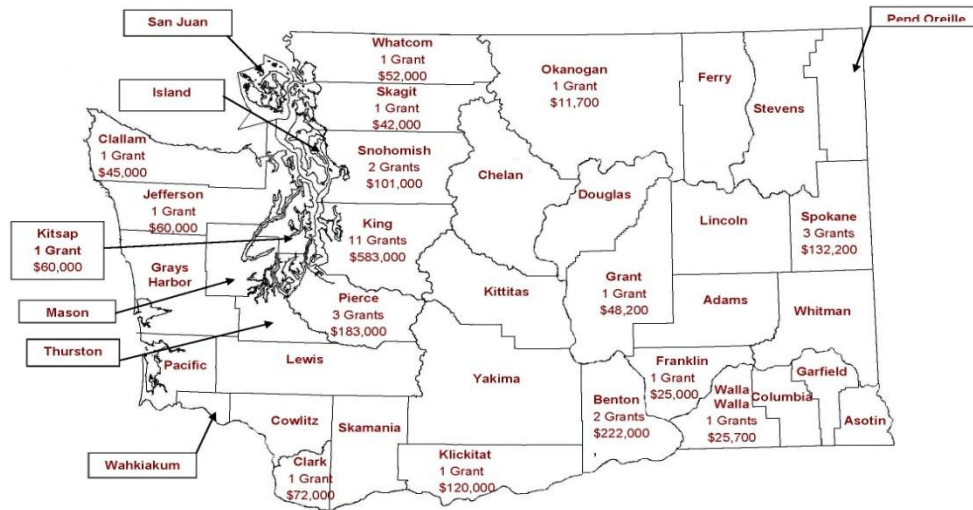 San Juan
Pend Oreille
Whatcom
1 Grant
$52,000
Okanogan
1 Grant
$11,700
Ferry
Stevens
Island
Skagit
1 Grant
$42,000
Clallam
1 Grant
$45,000
Snohomish
2 Grants
$101,000
Chelan
Douglas
Jefferson
1 Grant
$60,000
Kitsap
1 Grant
$60,000
King
11 Grants
$583,000
Lincoln
Spokane
3 Grants
$132,200
Grays
Harbor
Mason
Pierce
3 Grants
$183,000
Kittitas
Grant
1 Grant
$48,200
Adams
Whitman
Thurston
Pacific
Lewis
Yakima
Franklin
1 Grant
$25,000
Benton
2 Grants
$222,000
Walla
Walla
1 Grants
$25,700
Columbia
Garfield
Asotin
Wahkiakum
Cowlitz
Skamania
Clark
1 Grant
$72,000
Klickitat
1 Grant
$120,000